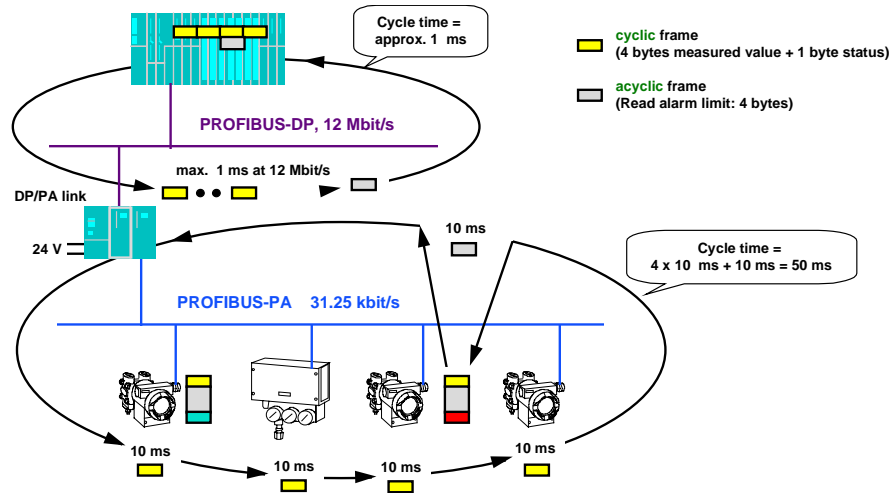 Cycle time =
approx. 1 ms
cyclic frame
(4 bytes measured value + 1 byte status)
acyclic frame
(Read alarm limit: 4 bytes)
PROFIBUS-DP, 12 Mbit/s
max. 1 ms at 12 Mbit/s
DP/PA link
24 V
10 ms
Cycle time =
4 x 10 ms + 10 ms = 50 ms
PROFIBUS-PA 31.25 kbit/s
10 ms
10 ms
10 ms
10 ms